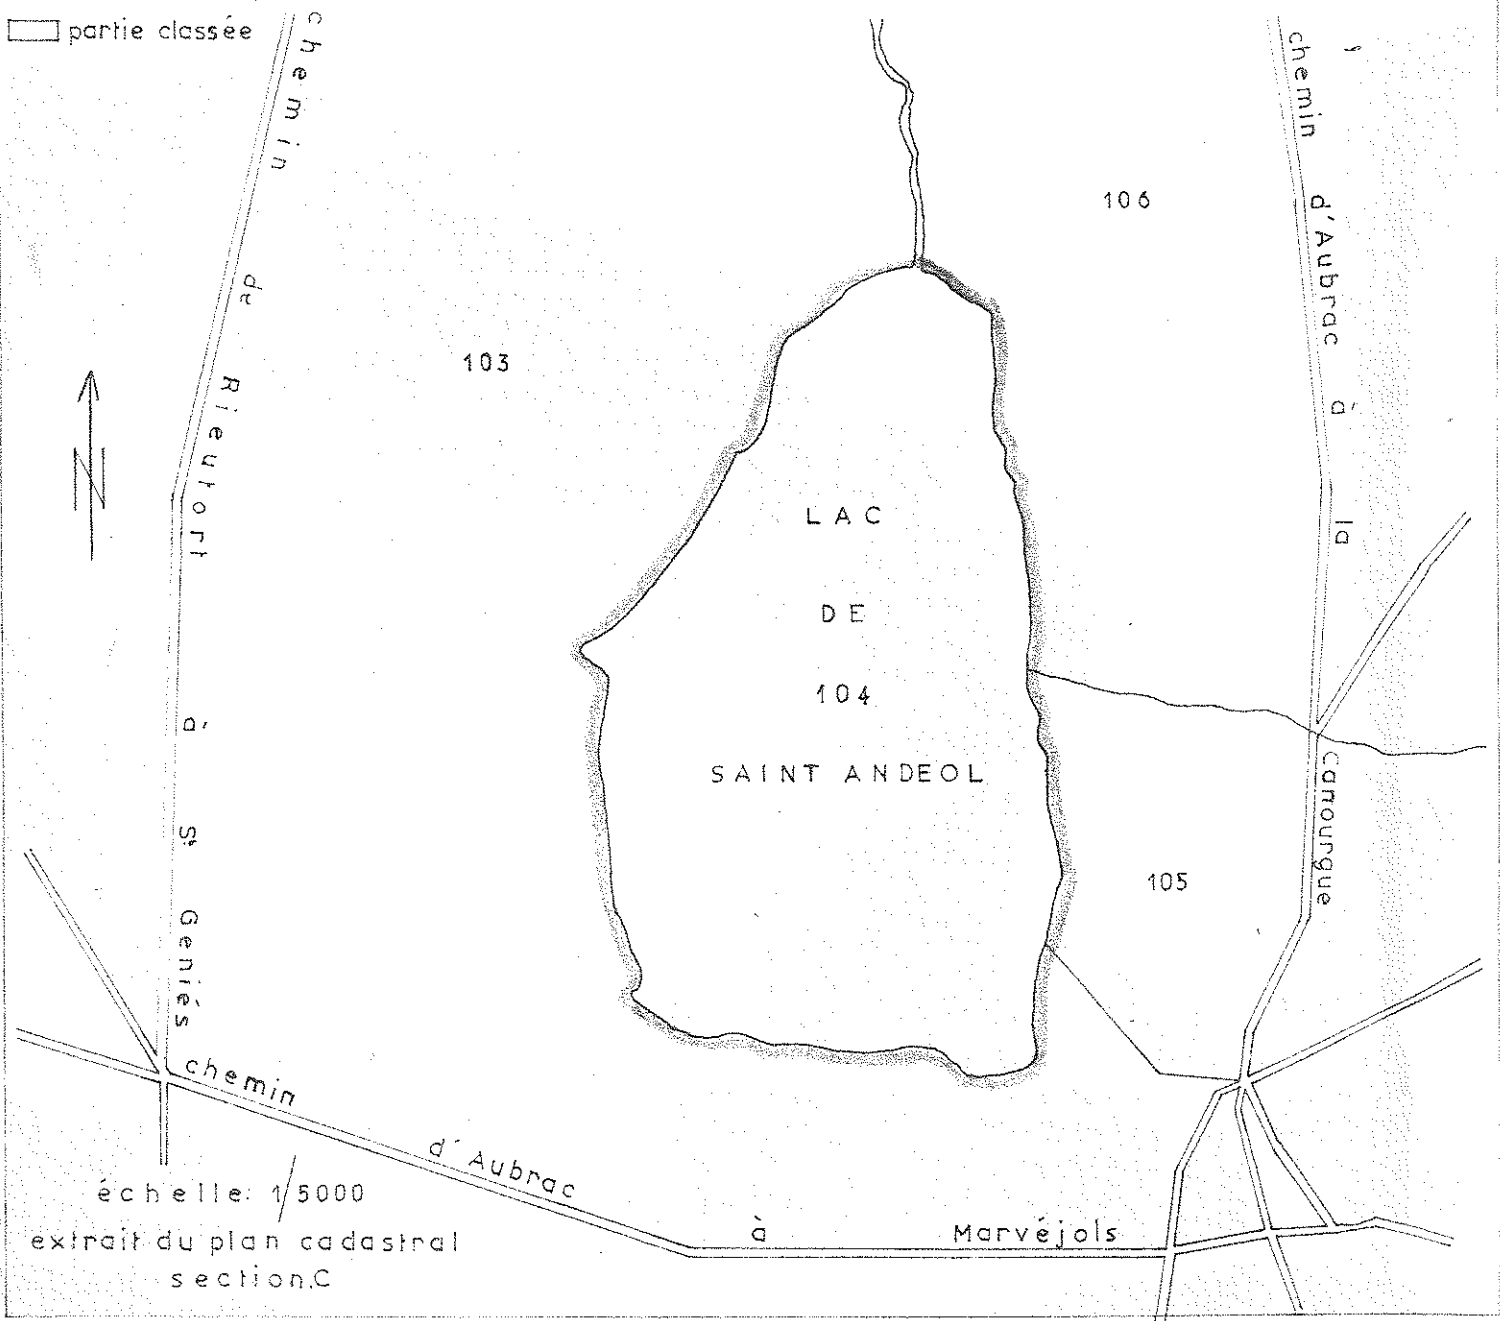 partie classée
chemin de Rieutort à St Geniés
chemin d'Aubrac à la canourgue
106
103
N
LAC
DE
104
SAINT ANDEOL
105
chemin d'Aubrac à Marvéjols
échelle: 1/5000
extrait du plan cadastral
section.C